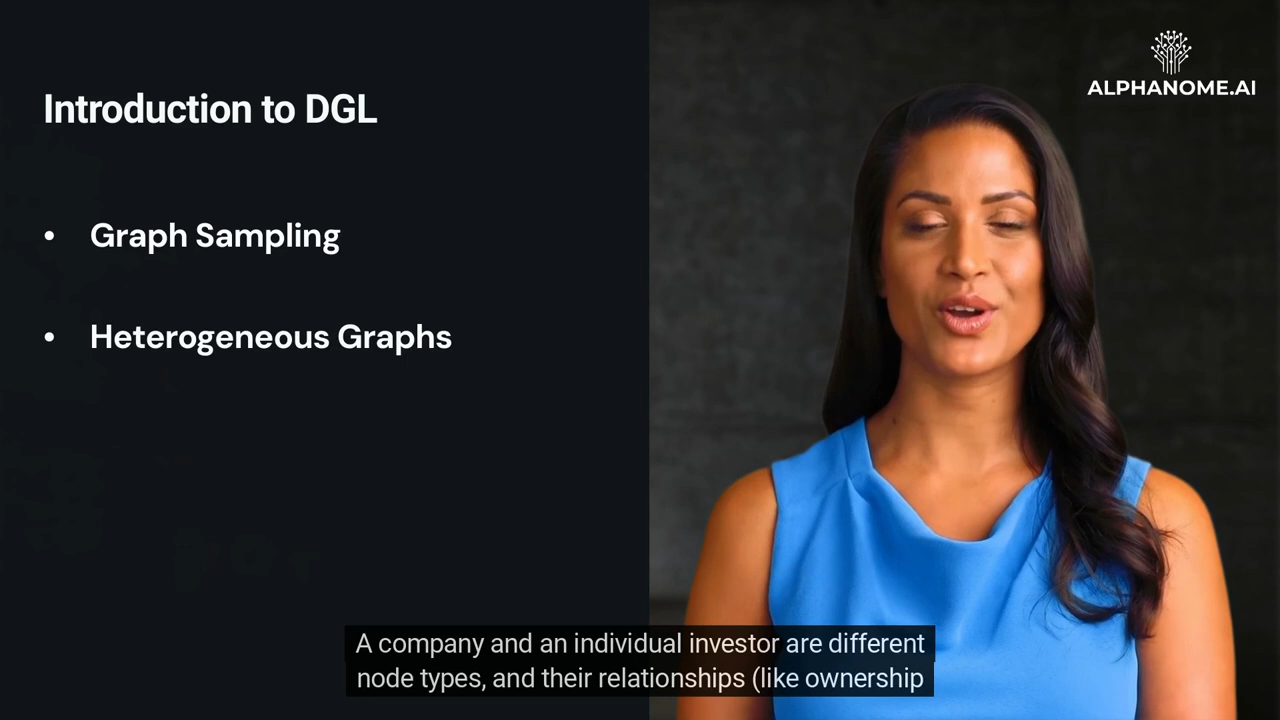 ALPHANOME.AI
Introduction to DGL
• Graph Sampling
• Heterogeneous Graphs
A company and an individual investor are different
node types, and their relationships (like ownership